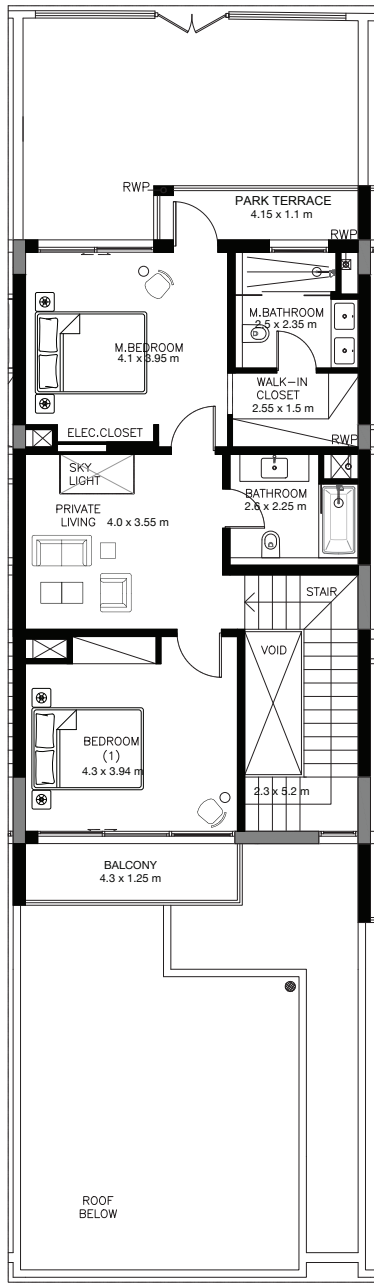 RWP
PARK TERRACE
4.15 x 1.1 m
RWP
M.BATHROOM
2.5 x 2.35 m
M.BEDROOM
4.1 x 3.95 m
WALK-IN
CLOSET
2.55 x 1.5 m
ELEC.CLOSET
RWP
SKY
LIGHT
BATHROOM
2.6 x 2.25 m
PRIVATE
LIVING 4.0 x 3.55 m
STAIR
VOID
BEDROOM
(1)
4.3 x 3.94 m
2.3 x 5.2 m
BALCONY
4.3 x 1.25 m
ROOF
BELOW